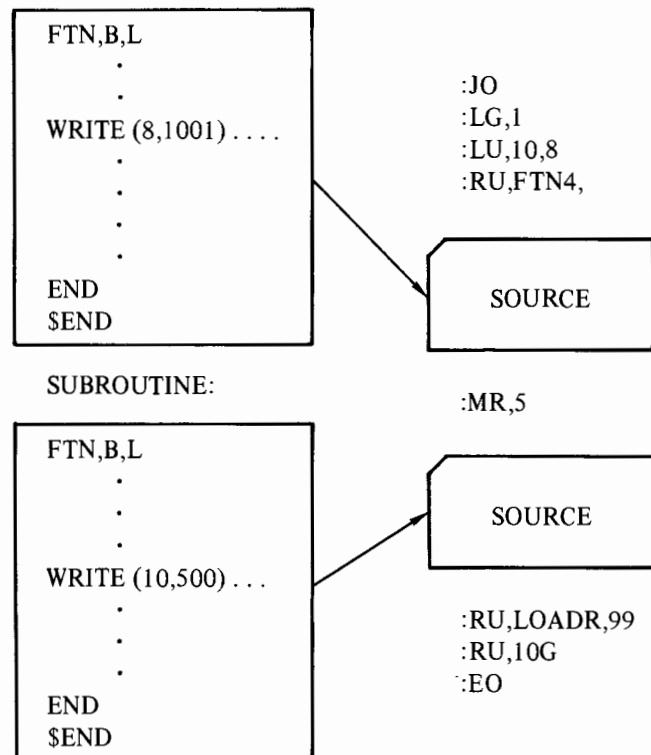 FTN,B,L
.
.
WRITE (8,1001) . . . .
.
.
.
.
END
$END
SUBROUTINE:
FTN,B,L
.
.
.
WRITE (10,500) . . .
.
.
.
END
$END
:JO
:LG,1
:LU,10,8
:RU,FTN4,
SOURCE
:MR,5
SOURCE
:RU,LOADR,99
:RU,10G
:EO